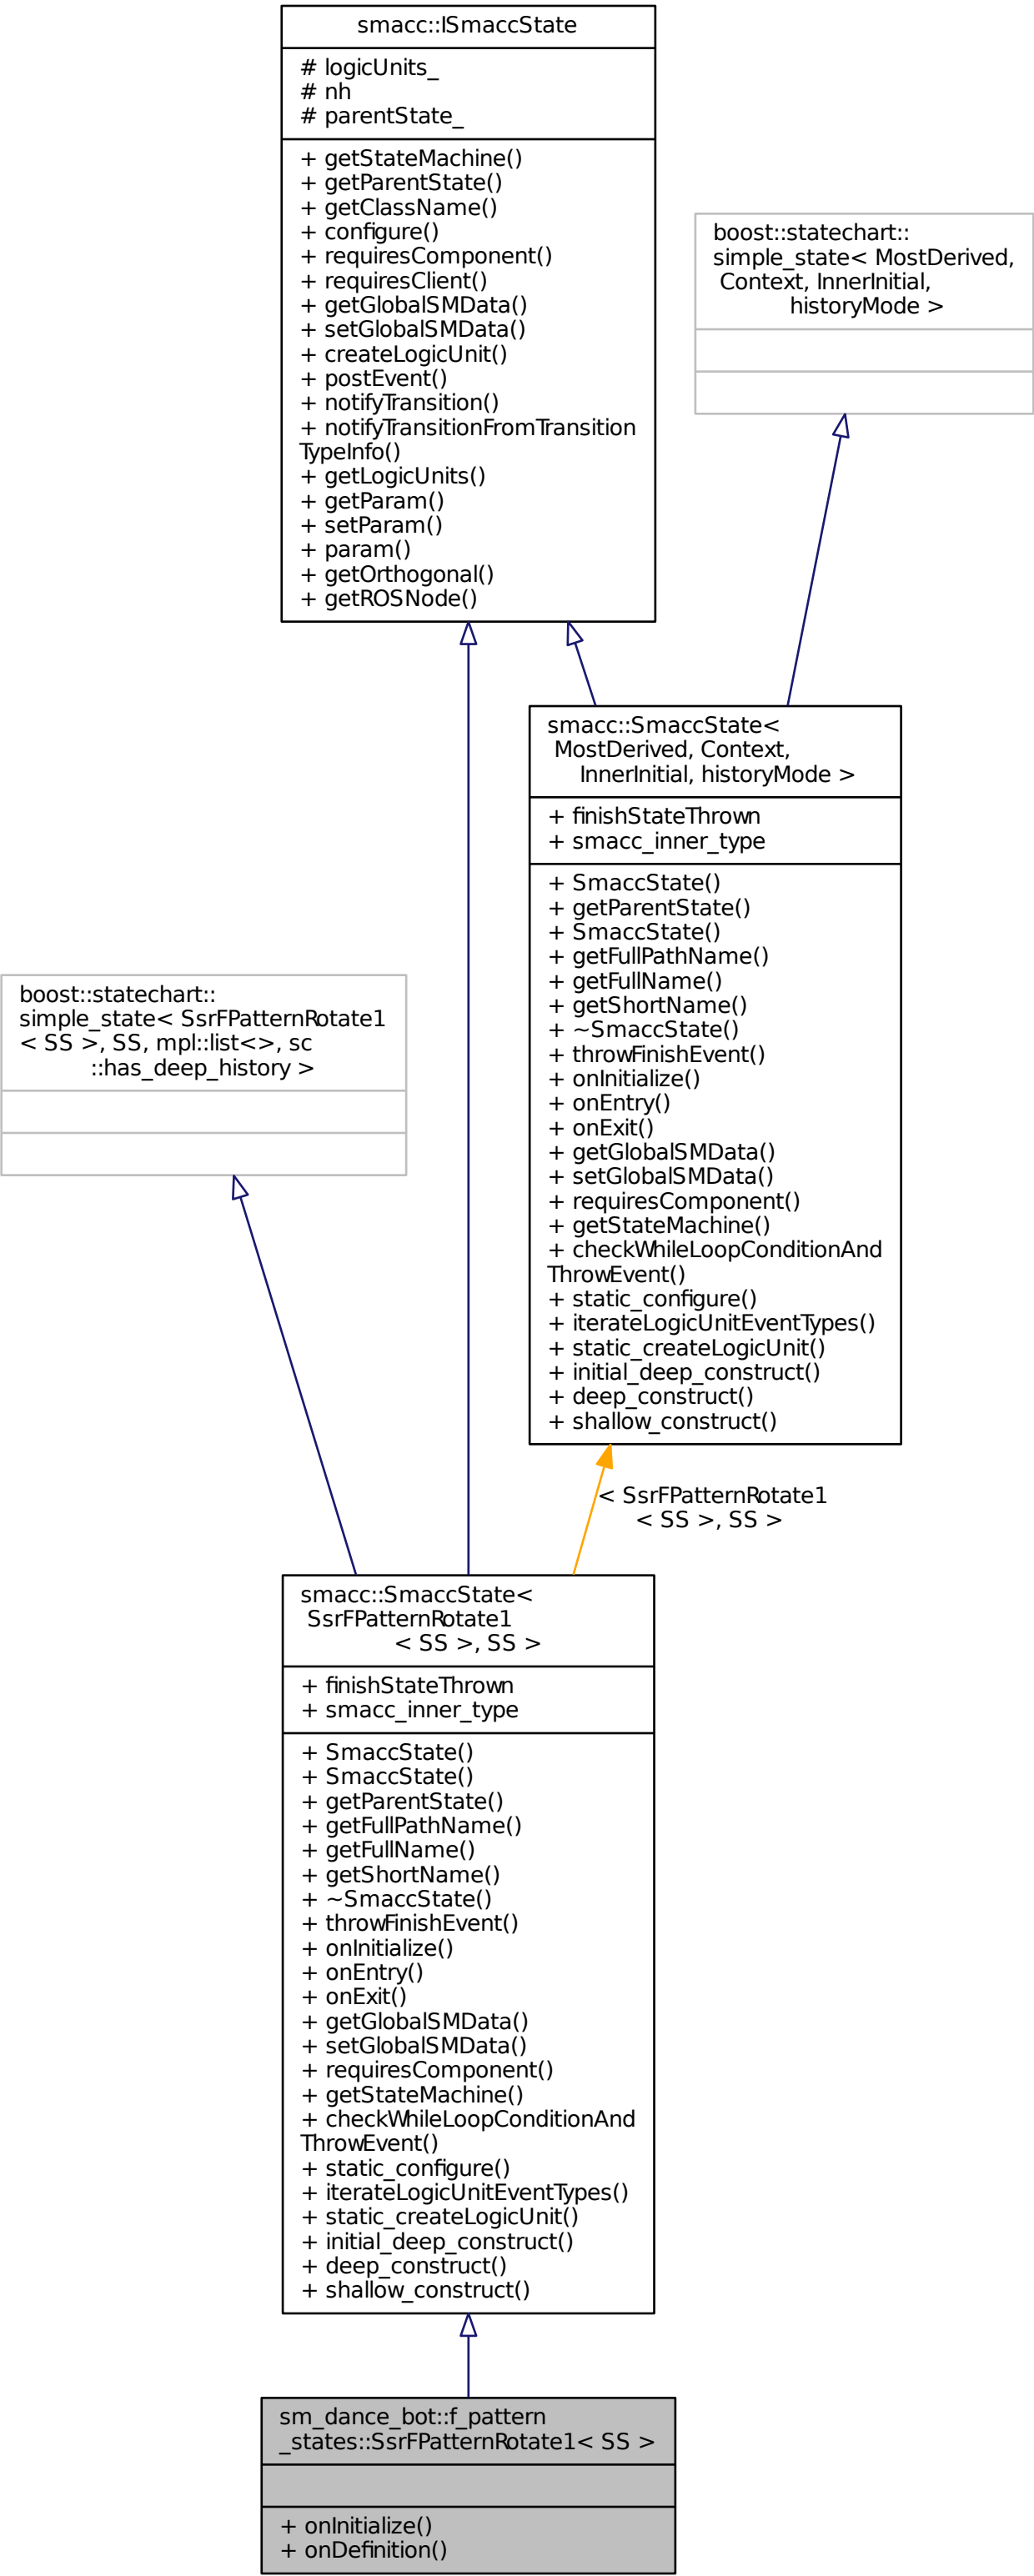 smacc::ISmaccState
# logicUnits_
# nh
# parentState_
+ getStateMachine()
+ getParentState()
+ getClassName()
+ configure()
+ requiresComponent()
+ requiresClient()
+ getGlobalSMData()
+ setGlobalSMData()
+ createLogicUnit()
+ postEvent()
+ notifyTransition()
+ notifyTransitionFromTransition
TypeInfo()
+ getLogicUnits()
+ getParam()
+ setParam()
+ param()
+ getOrthogonal()
+ getROSNode()
boost::statechart::
simple_state< MostDerived,
Context, InnerInitial,
historyMode >
smacc::SmaccState<
MostDerived, Context,
InnerInitial, historyMode >
+ finishStateThrown
+ smacc_inner_type
+ SmaccState()
+ getParentState()
+ SmaccState()
+ getFullPathName()
+ getFullName()
+ getShortName()
+ ~SmaccState()
+ throwFinishEvent()
+ onInitialize()
+ onEntry()
+ onExit()
+ getGlobalSMData()
+ setGlobalSMData()
+ requiresComponent()
+ getStateMachine()
+ checkWhileLoopConditionAnd
ThrowEvent()
+ static_configure()
+ iterateLogicUnitEventTypes()
+ static_createLogicUnit()
+ initial_deep_construct()
+ deep_construct()
+ shallow_construct()
boost::statechart::
simple_state< SsrFPatternRotate1
< SS >, SS, mpl::list<>, sc
::has_deep_history >
< SsrFPatternRotate1
< SS >, SS >
smacc::SmaccState<
SsrFPatternRotate1
< SS >, SS >
+ finishStateThrown
+ smacc_inner_type
+ SmaccState()
+ SmaccState()
+ getParentState()
+ getFullPathName()
+ getFullName()
+ getShortName()
+ ~SmaccState()
+ throwFinishEvent()
+ onInitialize()
+ onEntry()
+ onExit()
+ getGlobalSMData()
+ setGlobalSMData()
+ requiresComponent()
+ getStateMachine()
+ checkWhileLoopConditionAnd
ThrowEvent()
+ static_configure()
+ iterateLogicUnitEventTypes()
+ static_createLogicUnit()
+ initial_deep_construct()
+ deep_construct()
+ shallow_construct()
sm_dance_bot::f_pattern
_states::SsrFPatternRotate1< SS >
+ onInitialize()
+ onDefinition()